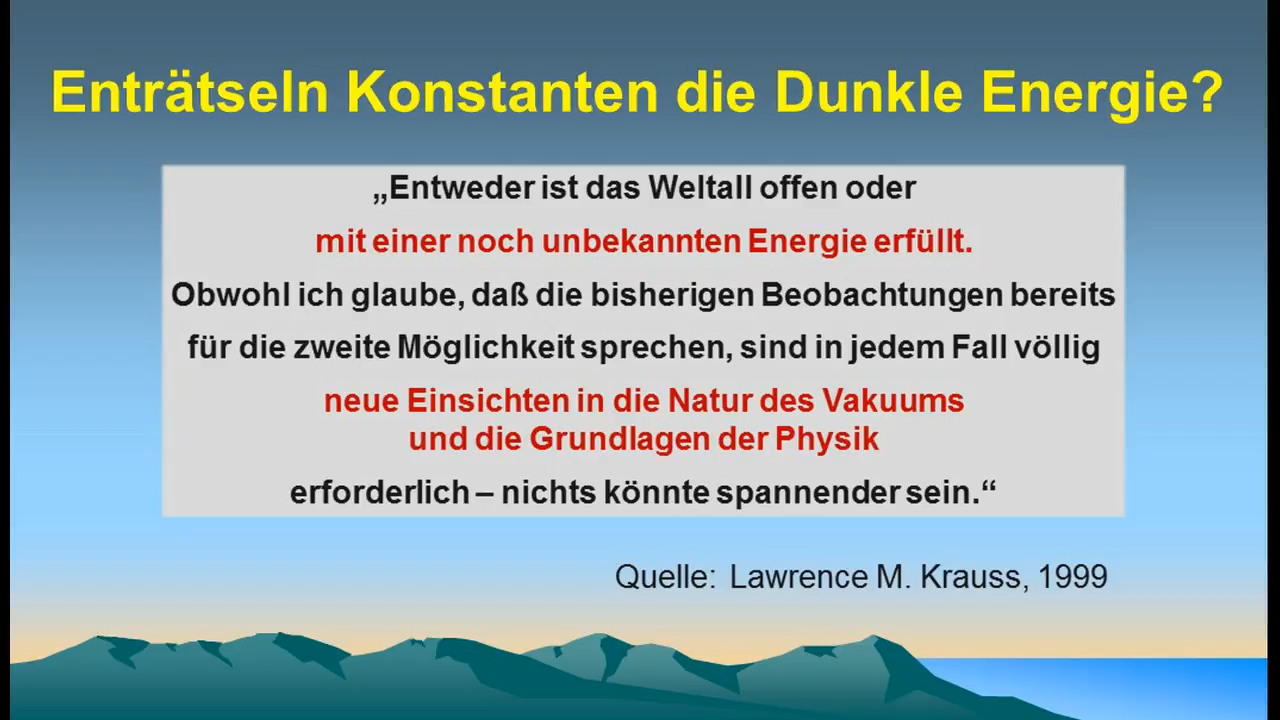 Enträtseln Konstanten die Dunkle Energie?
„Entweder ist das Weltall offen oder
mit einer noch unbekannten Energie erfüllt.
Obwohl ich glaube, daß die bisherigen Beobachtungen bereits
für die zweite Möglichkeit sprechen, sind in jedem Fall völlig
neue Einsichten in die Natur des Vakuums
und die Grundlagen der Physik
erforderlich – nichts könnte spannender sein.“
Quelle: Lawrence M. Krauss, 1999